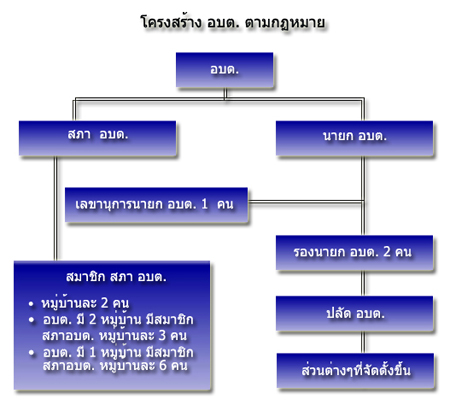 โครงสร้าง อบต. ตามกฎหมาย
อบต.
สภา อบต.
นายก อบต.
เลขานุการนายก อบต. 1 คน
รองนายก อบต. 2 คน
สมาชิก สภา อบต.
• หมู่บ้านละ 2 คน
• อบต. มี 2 หมู่บ้าน มีสมาชิก
สภาอบต. หมู่บ้านละ 3 คน
• อบต. มี 1 หมู่บ้าน มีสมาชิก
สภาอบต. หมู่บ้านละ 6 คน
ปลัด อบต.
ส่วนต่างๆที่จัดตั้งขึ้น